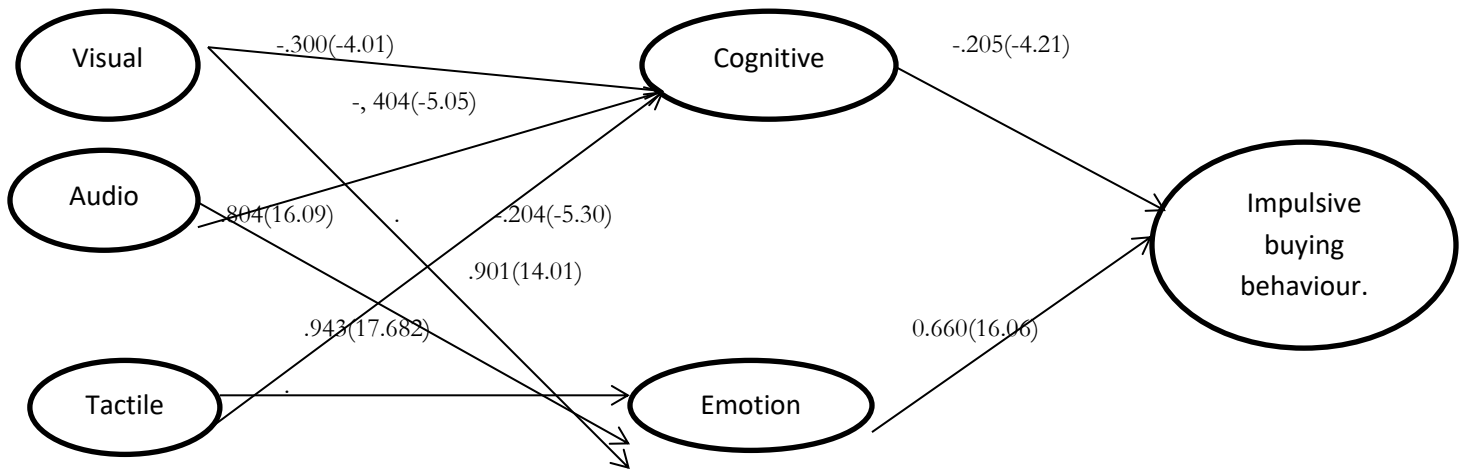 Visual
-.300(-4.01)
Cognitive
-.205(-4.21)
-, 404(-5.05)
Audio
.804(16.09)
.
-.204(-5.30)
Impulsive
buying
behaviour.
.901(14.01)
.943(17.682)
0.660(16.06)
.
Tactile
Emotion